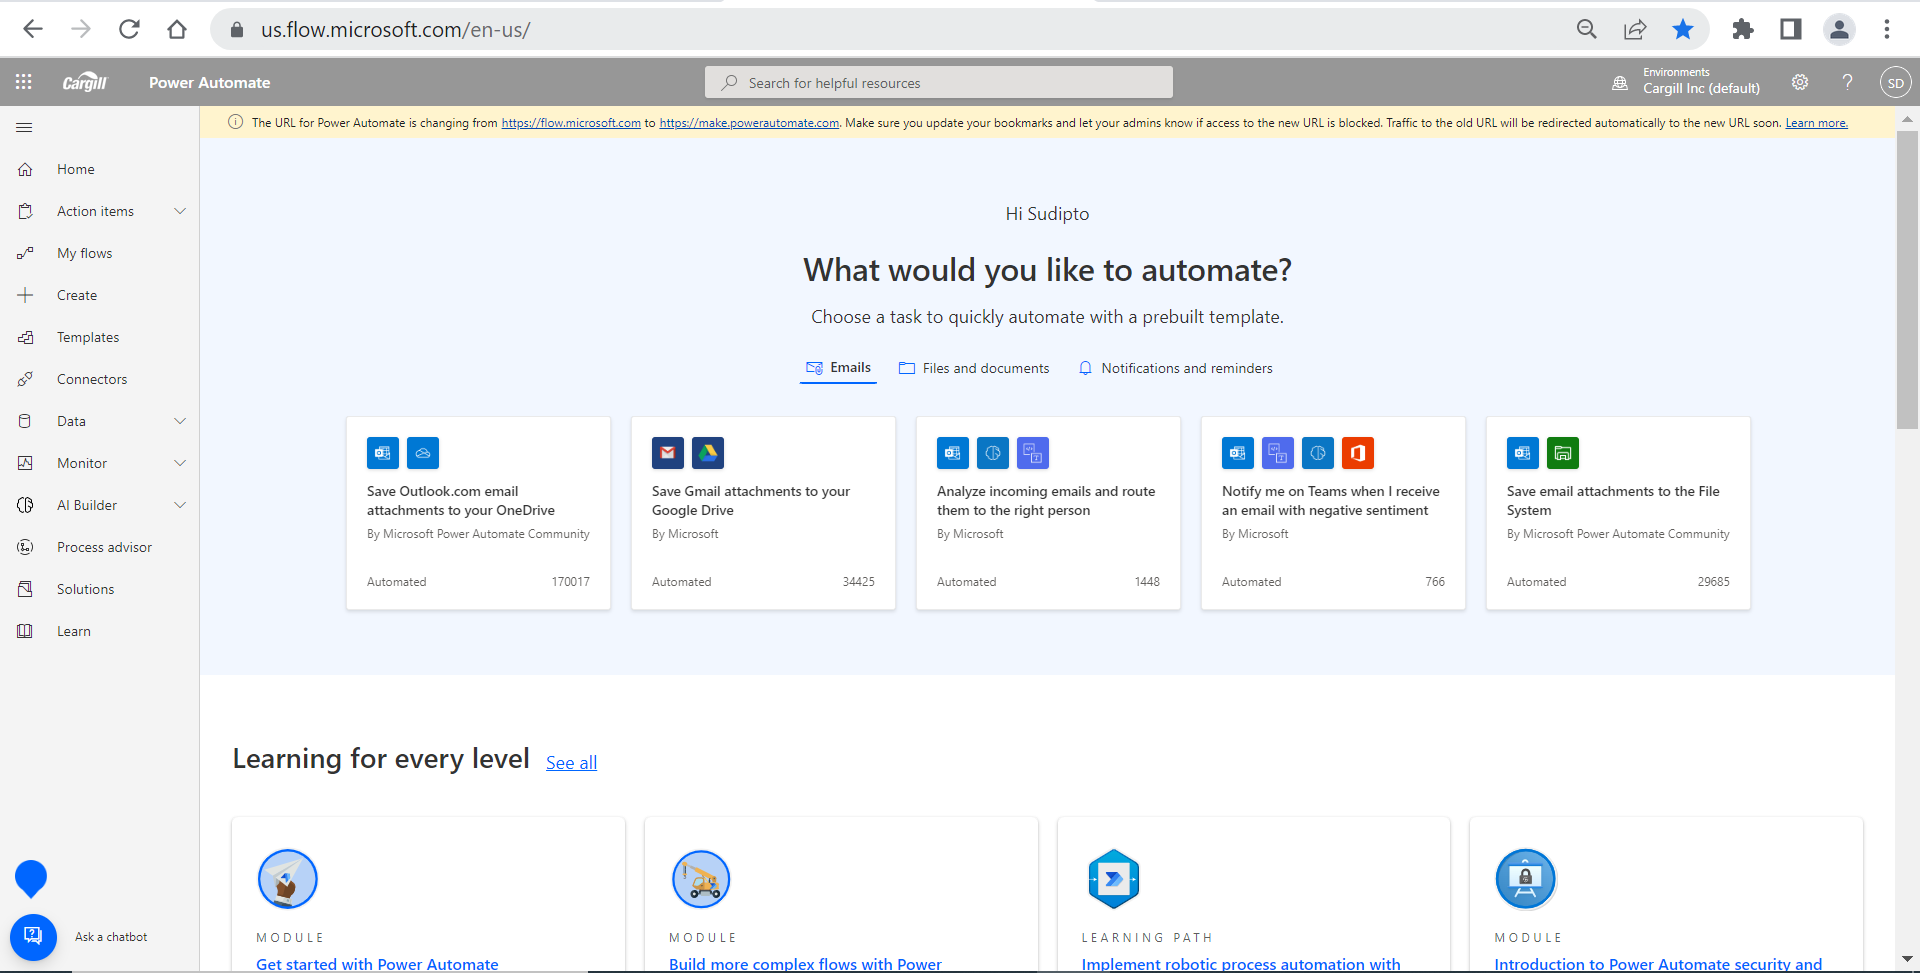 us.flow.microsoft.com/en-us/
Cargill
Power Automate
Search for helpful resources
Environments
Cargill Inc (default)
?
SD
The URL for Power Automate is changing from https://flow.microsoft.com to https://make.powerautomate.com. Make sure you update your bookmarks and let your admins know if access to the new URL is blocked. Traffic to the old URL will be redirected automatically to the new URL soon. Learn more.
Home
Action items
My flows
Create
Templates
Connectors
Data
Monitor
AI Builder
Process advisor
Solutions
Learn
Ask a chatbot
Hi Sudipto
What would you like to automate?
Choose a task to quickly automate with a prebuilt template.
Emails
Files and documents
Notifications and reminders
Save Outlook.com email
attachments to your OneDrive
By Microsoft Power Automate Community
Automated 170017
Save Gmail attachments to your
Google Drive
By Microsoft
Automated 34425
Analyze incoming emails and route
them to the right person
By Microsoft
Automated 1448
Notify me on Teams when I receive
an email with negative sentiment
By Microsoft
Automated 766
Save email attachments to the File
System
By Microsoft Power Automate Community
Automated 29685
Learning for every level See all
MODULE
Get started with Power Automate
MODULE
Build more complex flows with Power
LEARNING PATH
Implement robotic process automation with
MODULE
Introduction to Power Automate security and